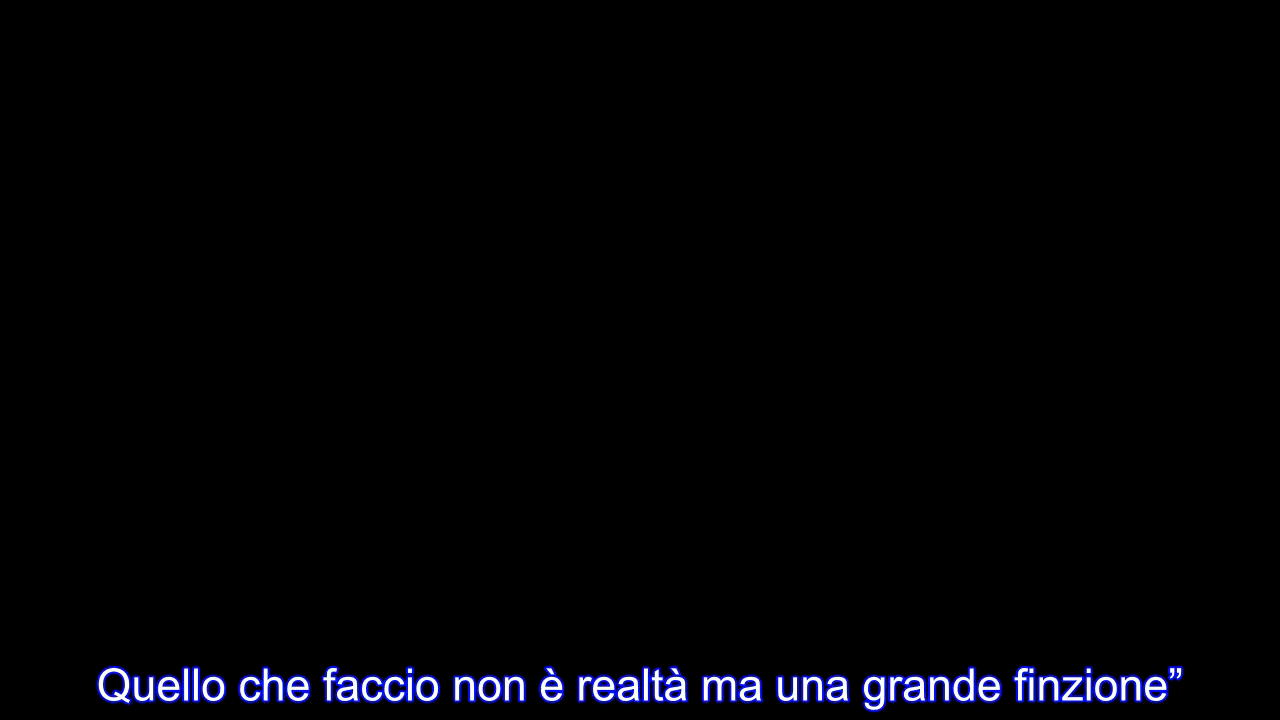 Quello che faccio non è realtà ma una grande finzione”